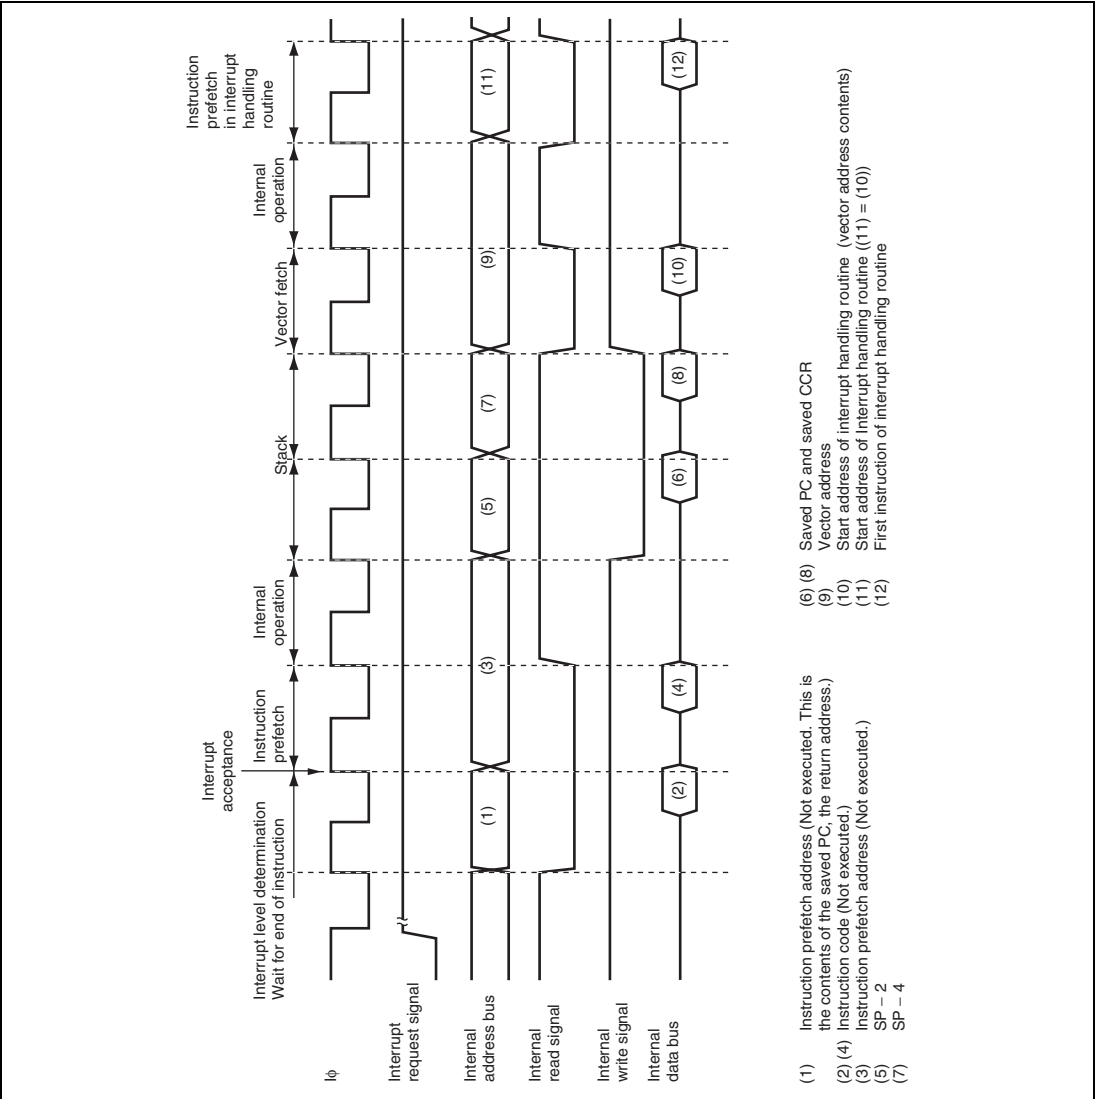 Interrupt level determination
Wait for end of instruction
Interrupt
acceptance
Instruction
prefetch
Internal
operation
Stack
Vector fetch
Internal
operation
Instruction
prefetch
in interrupt
handling
routine
Iϕ
Interrupt
request signal
Internal
address bus
(1)
(3)
(5)
(7)
(9)
(11)
Internal
read signal
Internal
write signal
Internal
data bus
(2)
(4)
(6)
(8)
(10)
(12)
(1) Instruction prefetch address (Not executed. This is
the contents of the saved PC, the return address.)
(2) (4) Instruction code (Not executed.)
(3) Instruction prefetch address (Not executed.)
(5) SP – 2
(7) SP – 4
(6) (8) Saved PC and saved CCR
(9) Vector address
(10) Start address of interrupt handling routine (vector address contents)
(11) Start address of Interrupt handling routine ((11) = (10))
(12) First instruction of interrupt handling routine